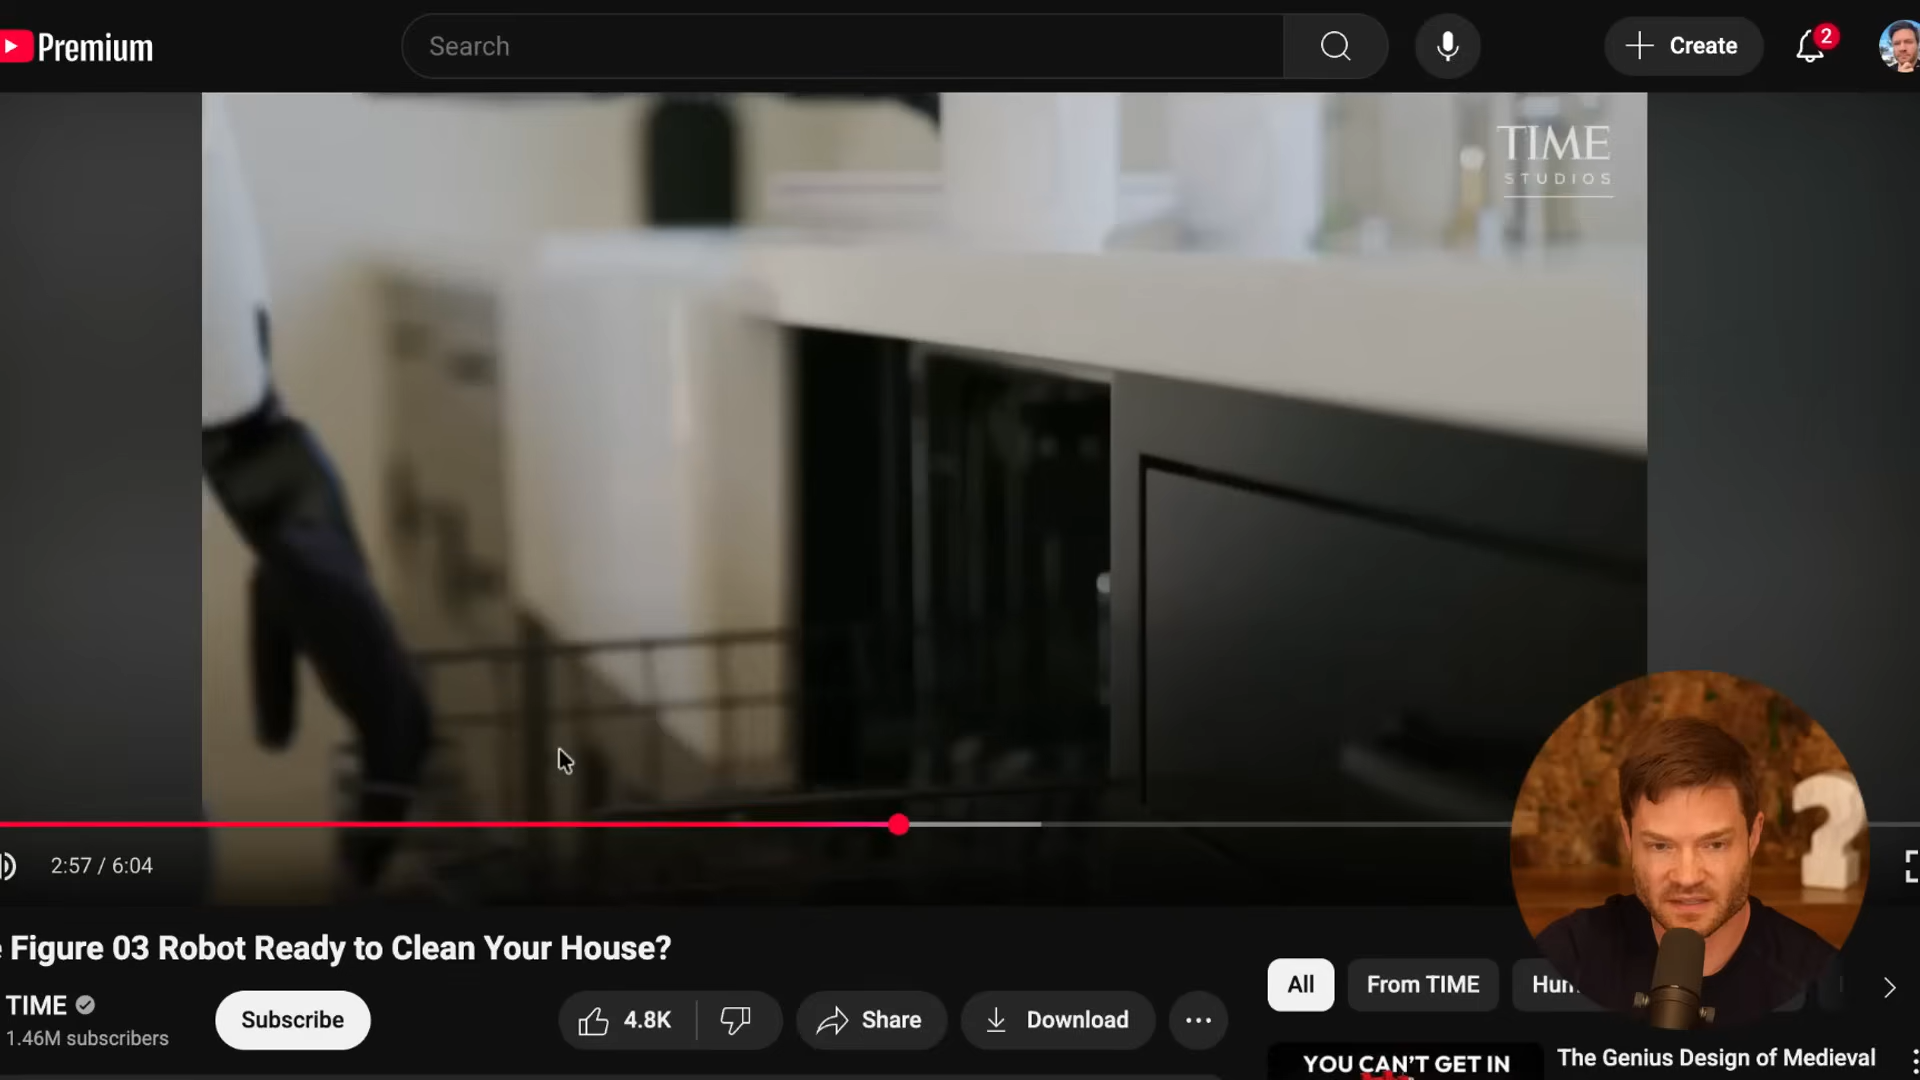 Premium
Search
Create
2
TIME
STUDIOS
2:57 / 6:04
Figure 03 Robot Ready to Clean Your House?
TIME
1.46M subscribers
Subscribe
4.8K
Share
Download
All
From TIME
YOU CAN'T GET IN
The Genius Design of Medieval